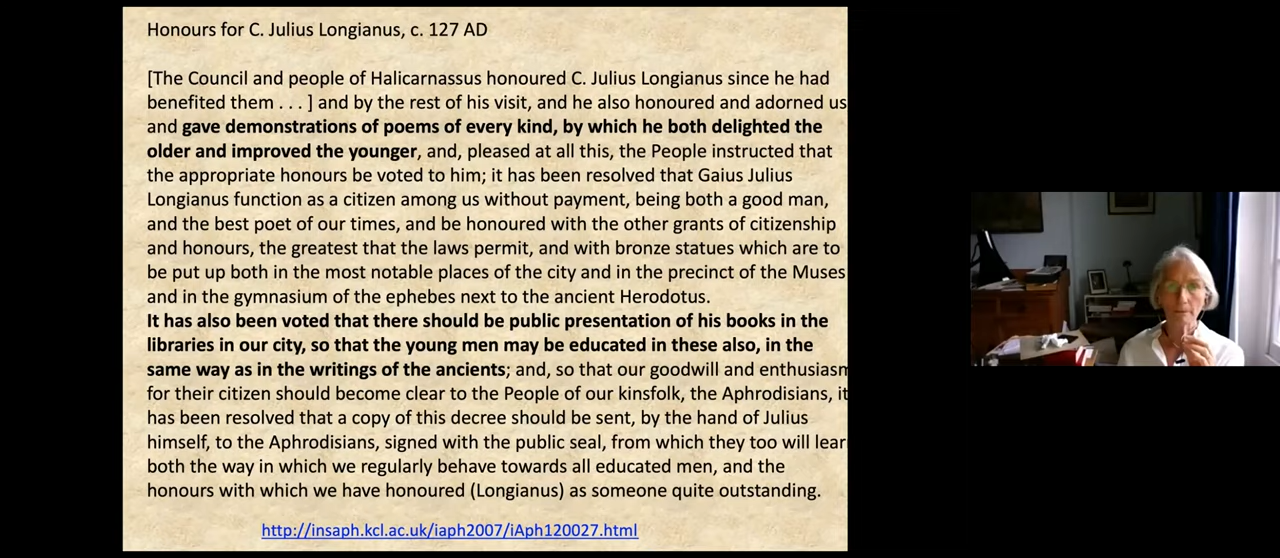 Honours for C. Julius Longianus, c. 127 AD
[The Council and people of Halicarnassus honoured C. Julius Longianus since he had
benefited them . . . ] and by the rest of his visit, and he also honoured and adorned us
and gave demonstrations of poems of every kind, by which he both delighted the
older and improved the younger, and, pleased at all this, the People instructed that
the appropriate honours be voted to him; it has been resolved that Gaius Julius
Longianus function as a citizen among us without payment, being both a good man,
and the best poet of our times, and be honoured with the other grants of citizenship
and honours, the greatest that the laws permit, and with bronze statues which are to
be put up both in the most notable places of the city and in the precinct of the Muses
and in the gymnasium of the ephebes next to the ancient Herodotus.
It has also been voted that there should be public presentation of his books in the
libraries in our city, so that the young men may be educated in these also, in the
same way as in the writings of the ancients; and, so that our goodwill and enthusiasm
for their citizen should become clear to the People of our kinsfolk, the Aphrodisians, it
has been resolved that a copy of this decree should be sent, by the hand of Julius
himself, to the Aphrodisians, signed with the public seal, from which they too will lear
both the way in which we regularly behave towards all educated men, and the
honours with which we have honoured (Longianus) as someone quite outstanding.
http://insaph.kcl.ac.uk/iaph2007/iAph120027.html